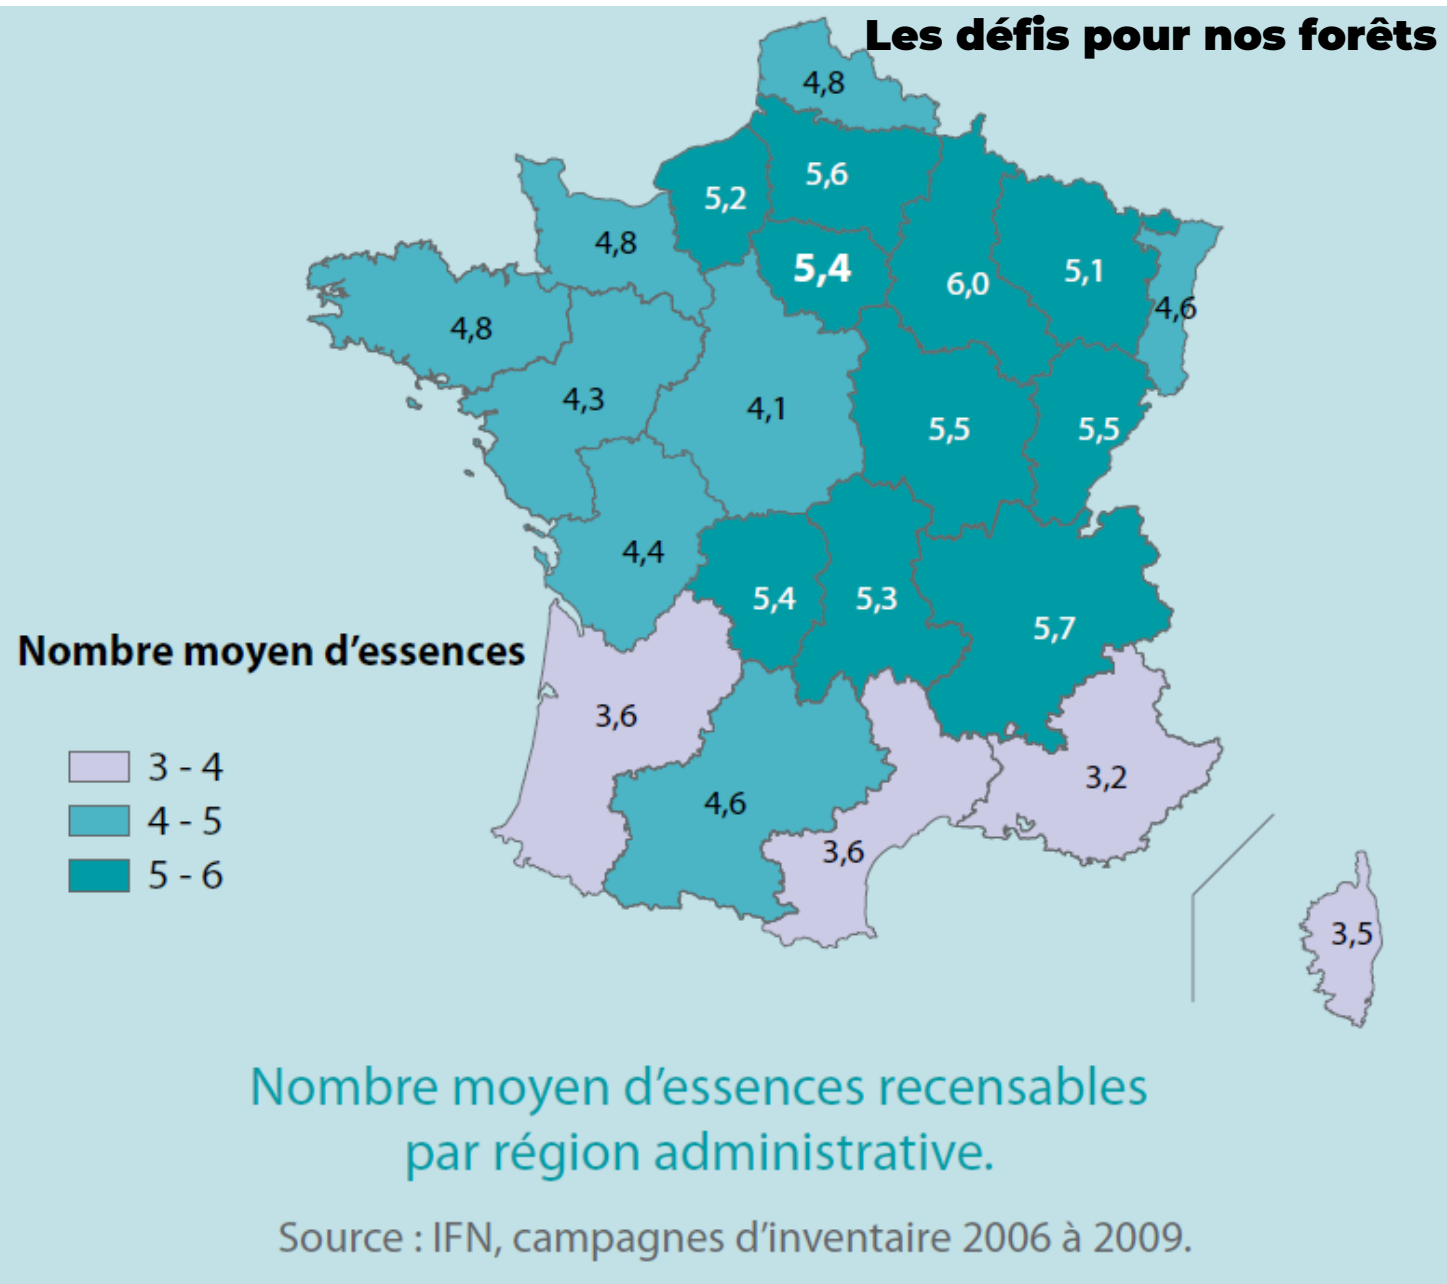 Les défis pour nos forêts
4,8
5,6
5,2
4,8
5,4
6,0
5,1
4,6
4,8
4,3
4,1
5,5
5,5
4,4
5,4
5,3
5,7
Nombre moyen d’essences
3,6
3 - 4
4 - 5
5 - 6
4,6
3,2
3,6
3,5
Nombre moyen d’essences recensables
par région administrative.
Source : IFN, campagnes d’inventaire 2006 à 2009.